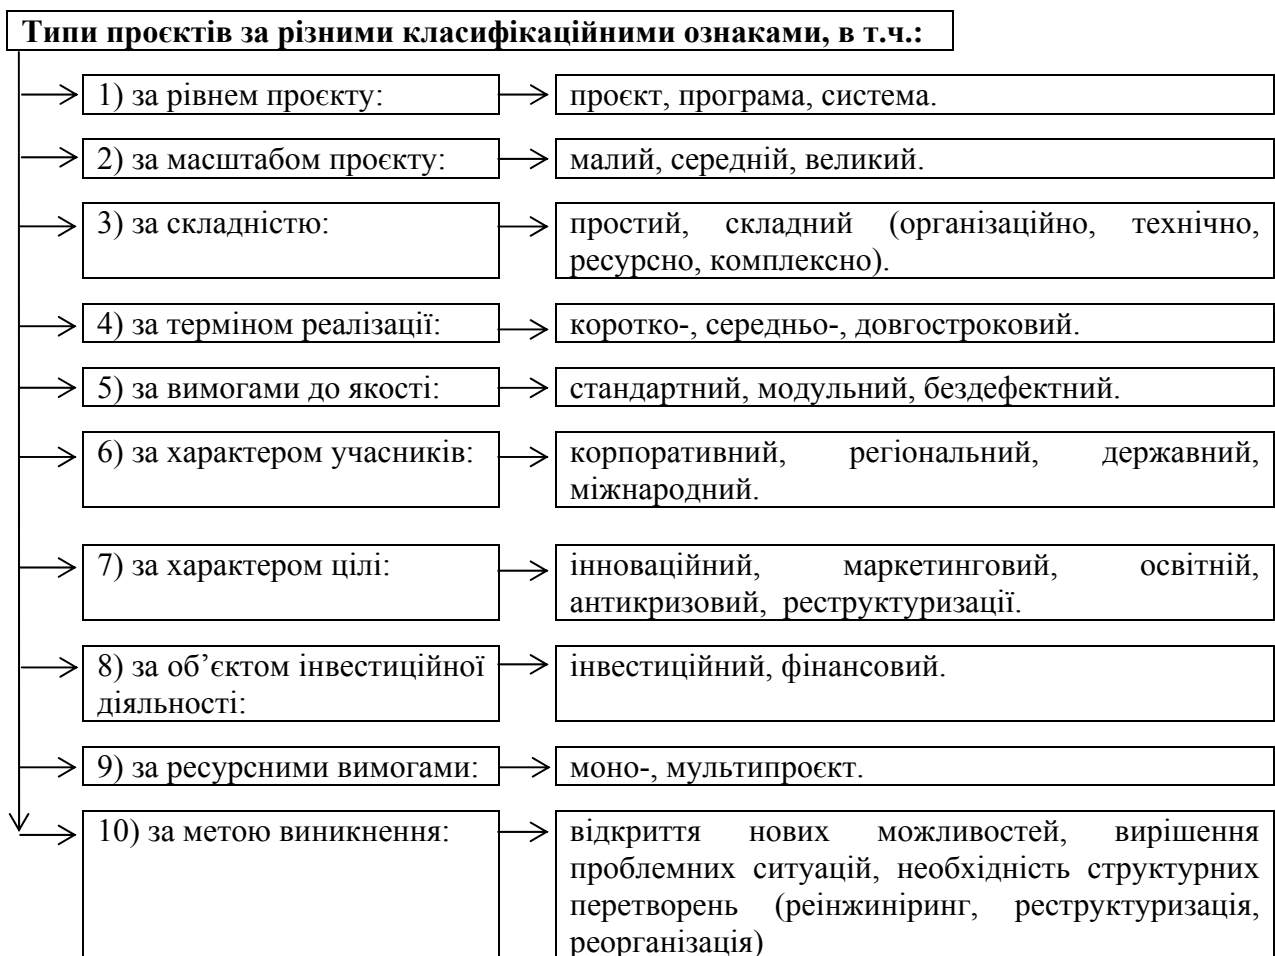 Типи проєктів за різними класифікаційними ознаками, в т.ч.:
1) за рівнем проєкту:
проєкт, програма, система.
2) за масштабом проєкту:
малий, середній, великий.
3) за складністю:
простий, складний (організаційно, технічно,
ресурсно, комплексно).
4) за терміном реалізації:
коротко-, середньо-, довгостроковий.
5) за вимогами до якості:
стандартний, модульний, бездефектний.
6) за характером учасників:
корпоративний, регіональний, державний,
міжнародний.
7) за характером цілі:
інноваційний, маркетинговий, освітній,
антикризовий, реструктуризації.
8) за об’єктом інвестиційної
діяльності:
інвестиційний, фінансовий.
9) за ресурсними вимогами:
моно-, мультипроєкт.
10) за метою виникнення:
відкриття нових можливостей, вирішення
проблемних ситуацій, необхідність структурних
перетворень (реінжиніринг, реструктуризація,
реорганізація)